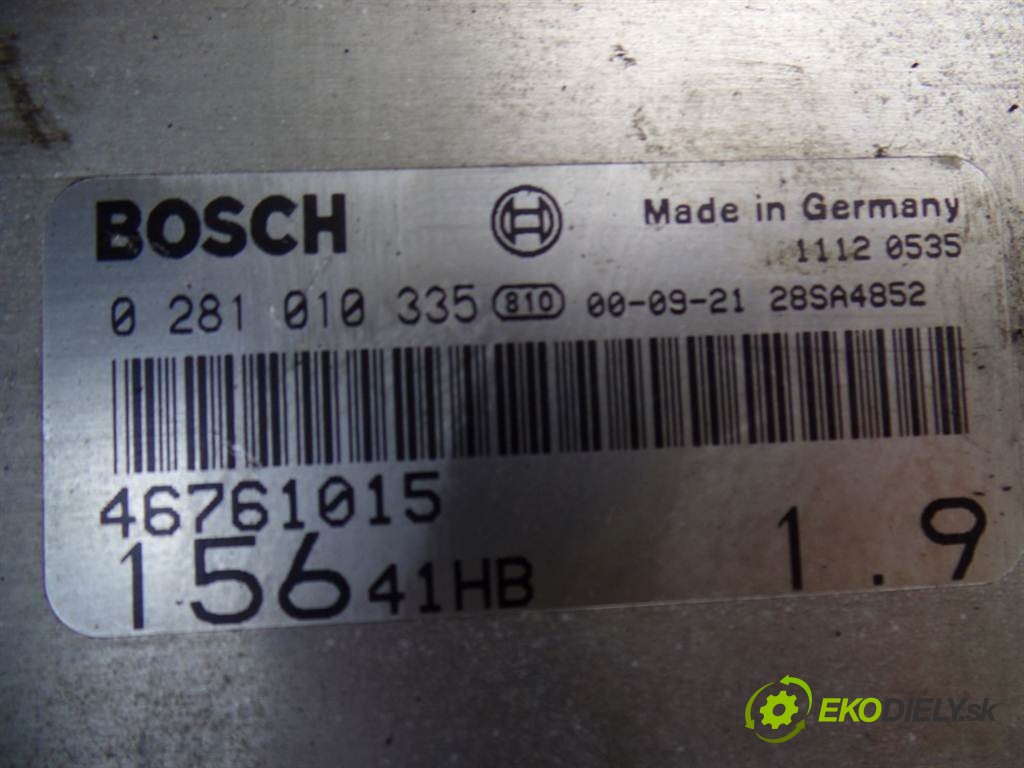 BOSCH
Made in Germany
1112 0535
0 281 010 335 810 00-09-21 28SA4852
46761015
156 41HB 1.9
EKODIELY.sk